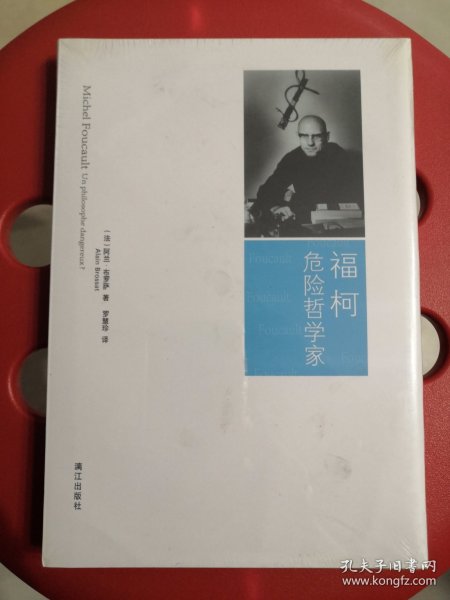 Michel Foucault Un philosophe dangereux?
（法）阿兰·布罗萨 著 罗慧珍 译
Alain Brossat
漓江出版社
福柯
危险哲学家
Foucault
Foucault
Foucault
Foucault
孔夫子旧书网
www.kongfz.com